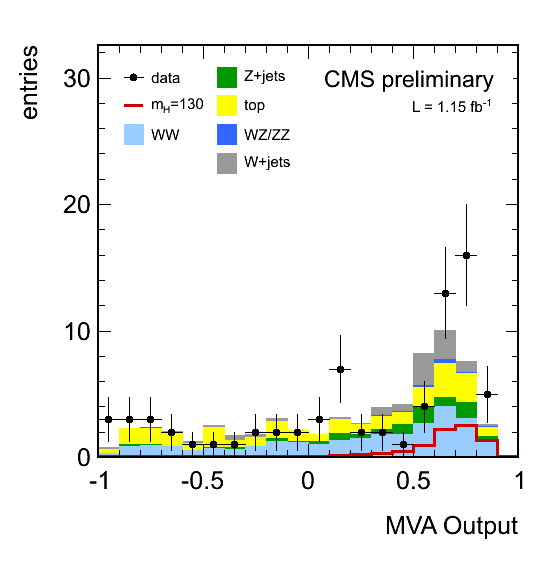 entries
30
20
10
0
data
m_H=130
WW
Z+jets
top
WZ/ZZ
W+jets
CMS preliminary
L = 1.15 fb⁻¹
-1 -0.5 0 0.5 1
MVA Output